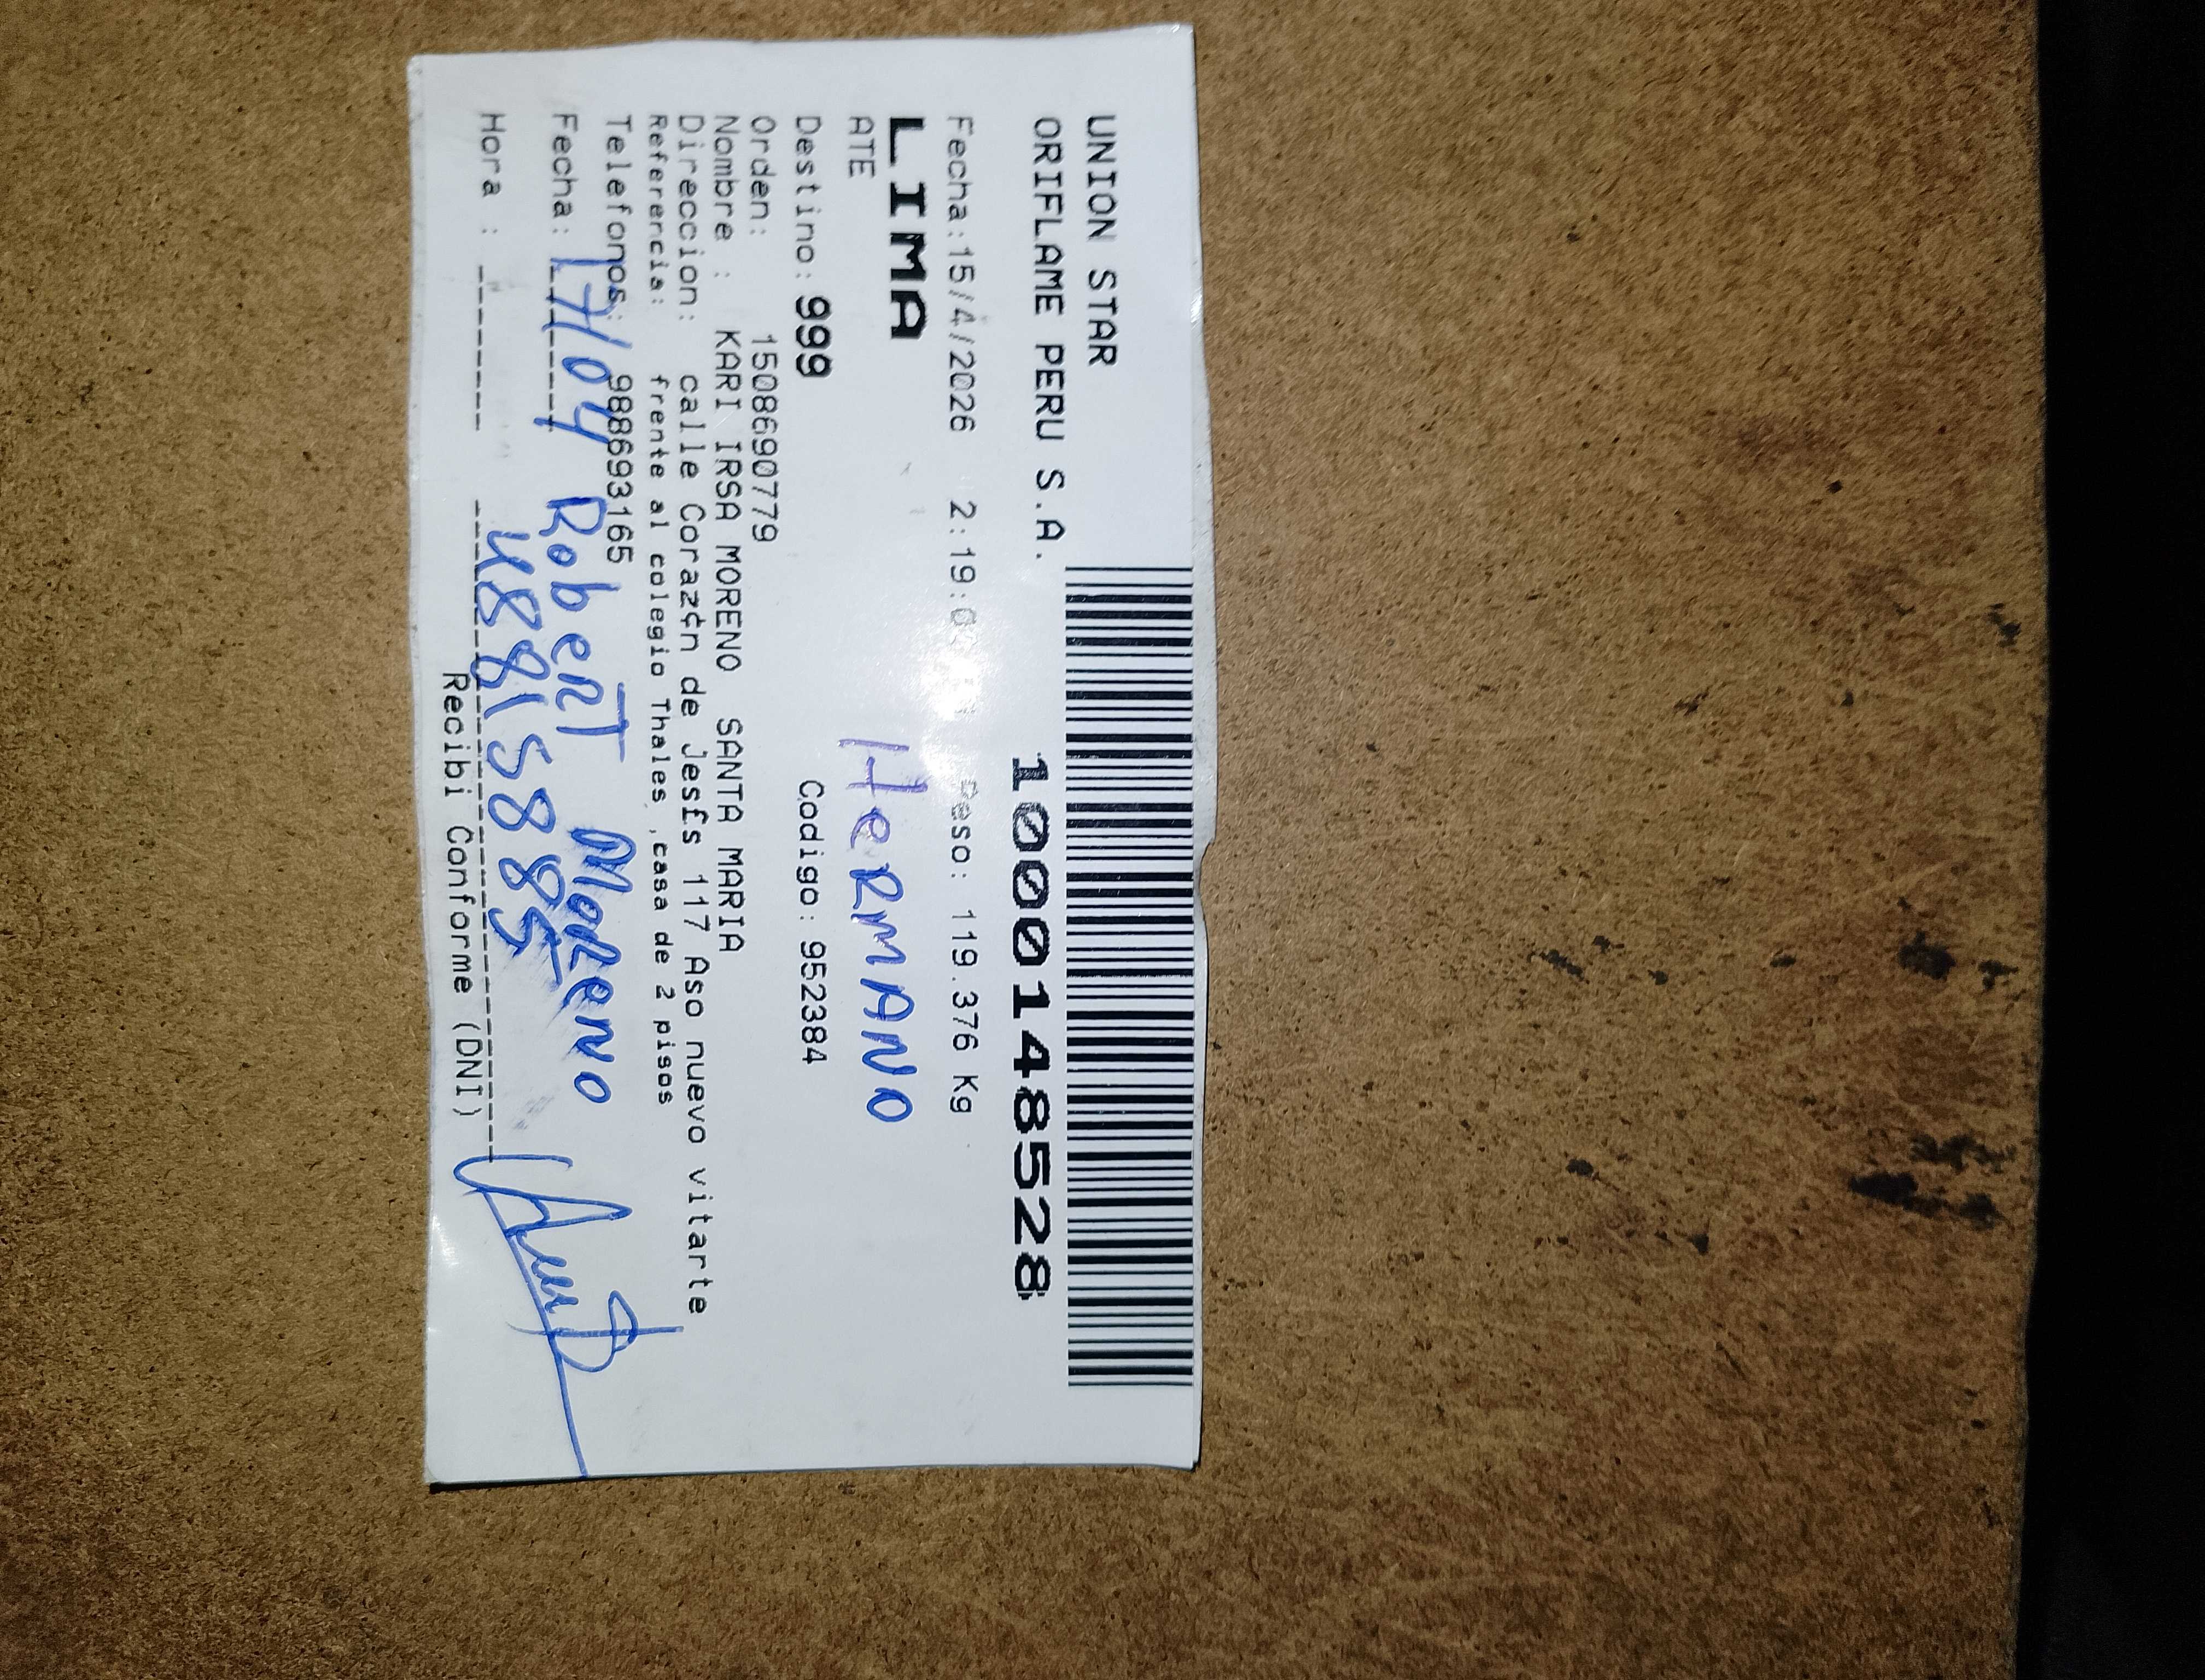 UNION STAR
ORIFLAME PERU S.A.
10001485528
Fecha:15/4/2026 2:19:0 Peso: 119.376 Kg
LIMA
HERMANO
ATE
Destino: 999 Codigo: 952384
Orden: 1508690779
Nombre : KARI IRSA MORENO SANTA MARIA
Direccion: calle Coraz¢n de Jesfs 117 Aso nuevo vitarte
Referencia: frente al colegio Thales ,casa de 2 pisos
Telefonos: 988693165
Fecha: 17/04 Robert Moreno
Hora :
Recibi Conforme (DNI)